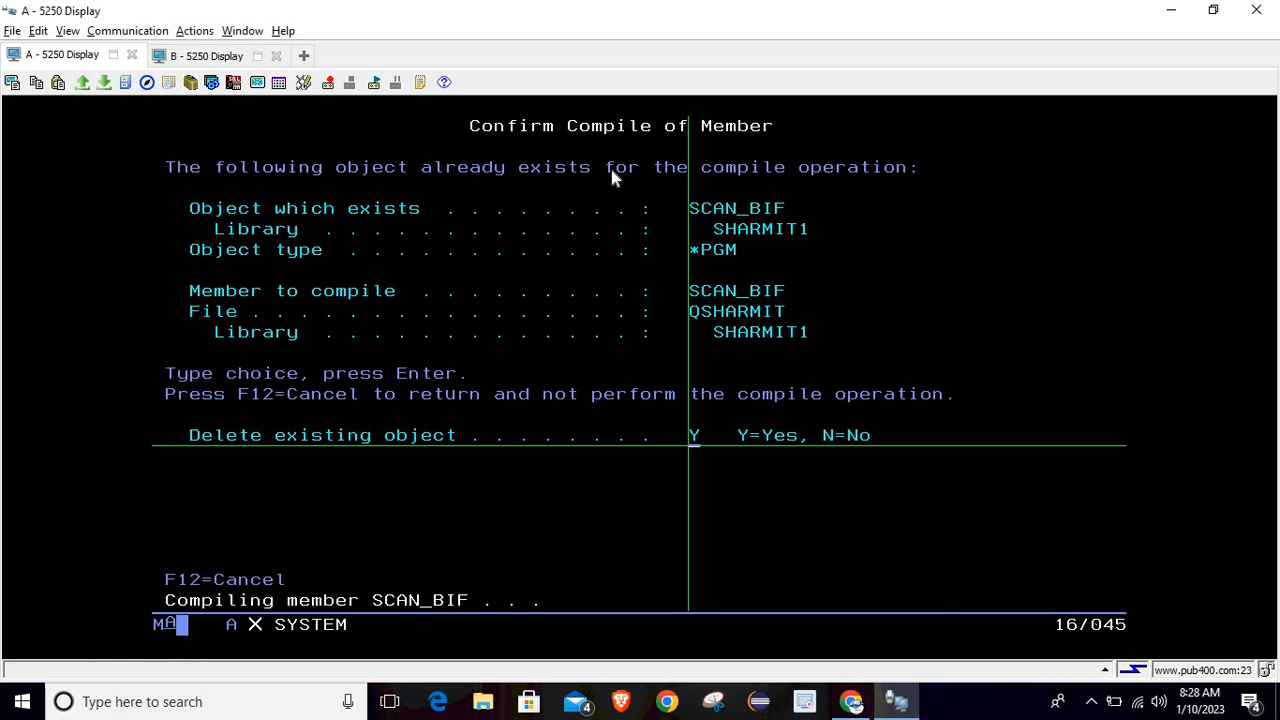 A - 5250 Display
File Edit View Communication Actions Window Help
A - 5250 Display B - 5250 Display
Confirm Compile of Member
The following object already exists for the compile operation:
Object which exists . . . . . . . . : SCAN_BIF
Library . . . . . . . . . . . . . : SHARMIT1
Object type . . . . . . . . . . . . : *PGM
Member to compile . . . . . . . . . : SCAN_BIF
File . . . . . . . . . . . . . . . . : QSHARMIT
Library . . . . . . . . . . . . . : SHARMIT1
Type choice, press Enter.
Press F12=Cancel to return and not perform the compile operation.
Delete existing object . . . . . . . . Y Y=Yes, N=No
F12=Cancel
Compiling member SCAN_BIF . . .
MA A X SYSTEM 16/045
www.pub400.com:23
Type here to search
4
8:28 AM
1/10/2023
4